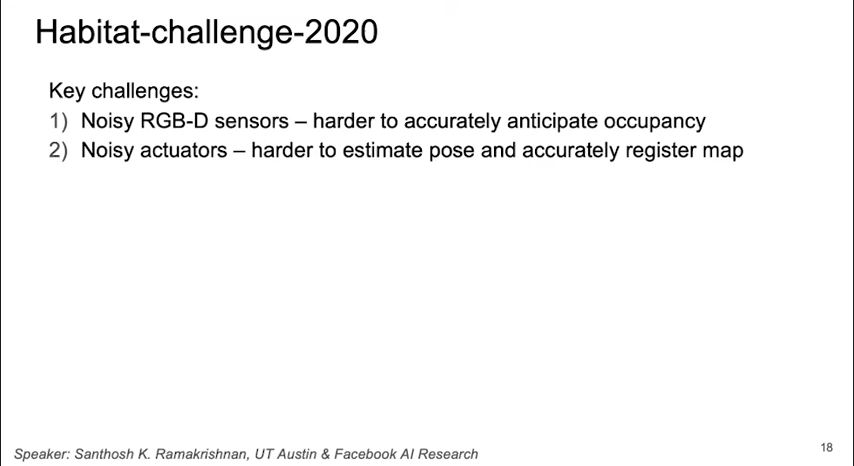 Habitat-challenge-2020
Key challenges:
1) Noisy RGB-D sensors – harder to accurately anticipate occupancy
2) Noisy actuators – harder to estimate pose and accurately register map
Speaker: Santhosh K. Ramakrishnan, UT Austin & Facebook AI Research
18